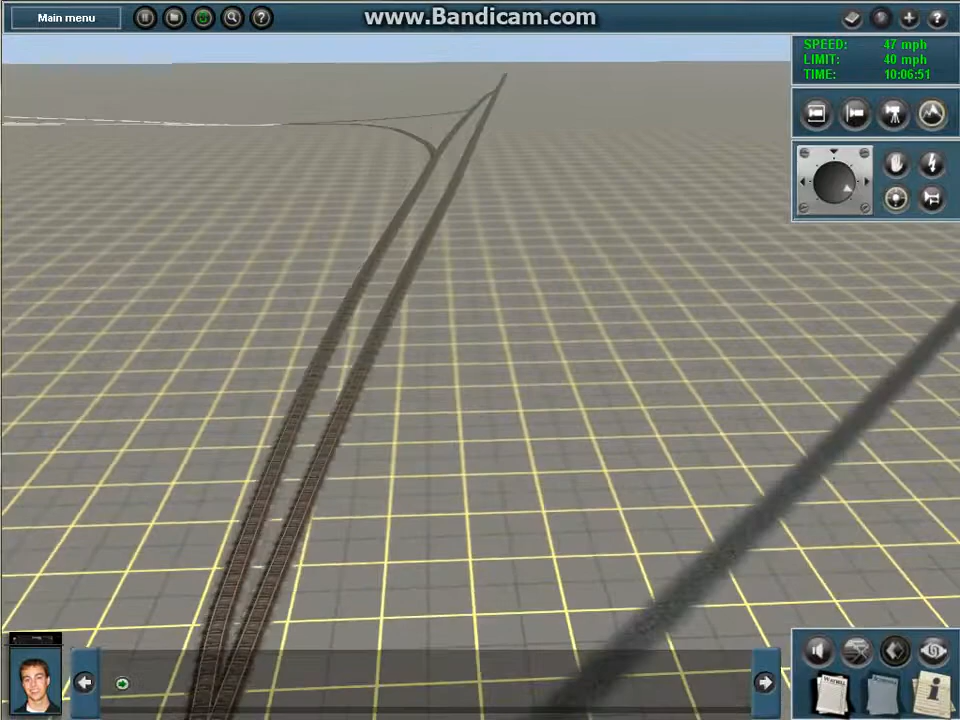 Main menu
www.Bandicam.com
SPEED: 47 mph
LIMIT: 40 mph
TIME: 10:06:51